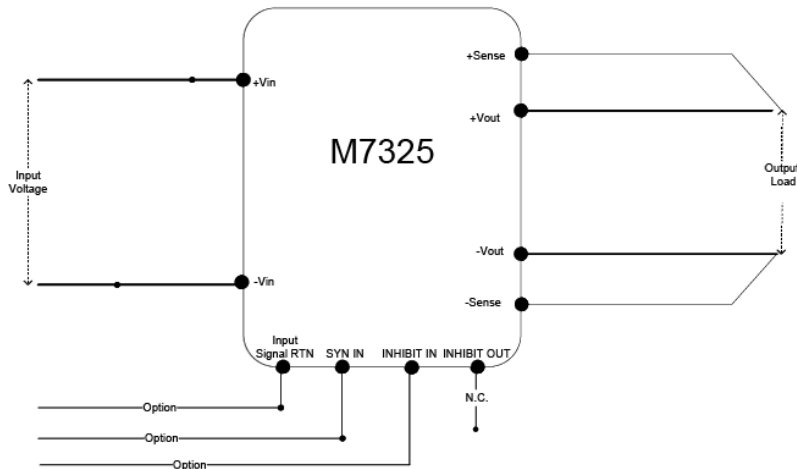 +Sense
+Vin
+Vout
M7325
Input
Voltage
Output
Load
-Vout
-Vin
-Sense
Input
Signal RTN SYN IN INHIBIT IN INHIBIT OUT
N.C.
Option
Option
Option